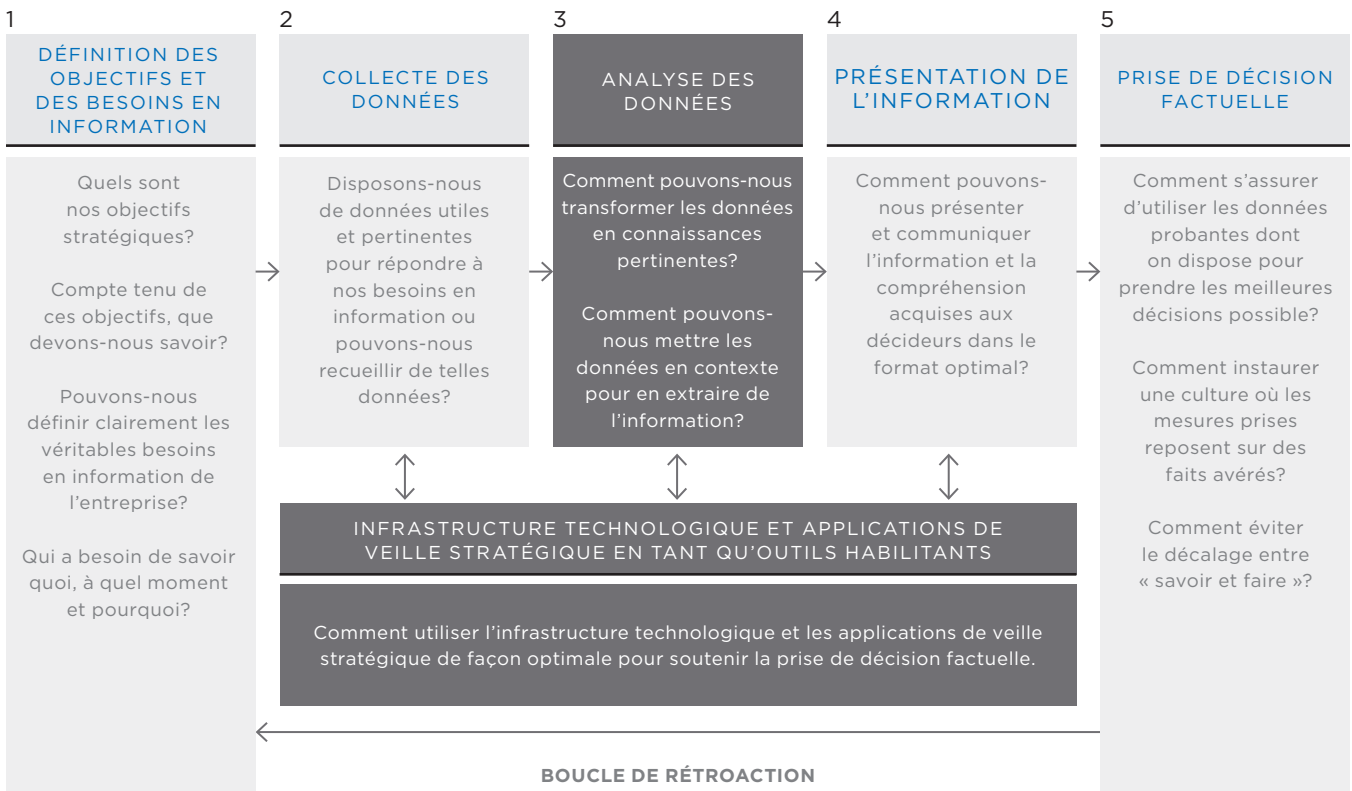 1
DÉFINITION DES
OBJECTIFS ET
DES BESOINS EN
INFORMATION
Quels sont
nos objectifs
stratégiques?
Compte tenu de
ces objectifs, que
devons-nous savoir?
Pouvons-nous
définir clairement les
véritables besoins
en information de
l’entreprise?
Qui a besoin de savoir
quoi, à quel moment
et pourquoi?
2
COLLECTE DES
DONNÉES
Disposons-nous
de données utiles
et pertinentes
pour répondre à
nos besoins en
information ou
pouvons-nous
recueillir de telles
données?
3
ANALYSE DES
DONNÉES
Comment pouvons-nous
transformer les données
en connaissances
pertinentes?
Comment pouvons-
nous mettre les
données en contexte
pour en extraire de
l’information?
4
PRÉSENTATION DE
L’INFORMATION
Comment pouvons-
nous présenter
et communiquer
l’information et la
compréhension
acquises aux
décideurs dans le
format optimal?
5
PRISE DE DÉCISION
FACTUELLE
Comment s’assurer
d’utiliser les données
probantes dont
on dispose pour
prendre les meilleures
décisions possible?
Comment instaurer
une culture où les
mesures prises
reposent sur des
faits avérés?
Comment éviter
le décalage entre
« savoir et faire »?
INFRASTRUCTURE TECHNOLOGIQUE ET APPLICATIONS DE
VEILLE STRATÉGIQUE EN TANT QU’OUTILS HABILITANTS
Comment utiliser l’infrastructure technologique et les applications de veille
stratégique de façon optimale pour soutenir la prise de décision factuelle.
BOUCLE DE RÉTROACTION